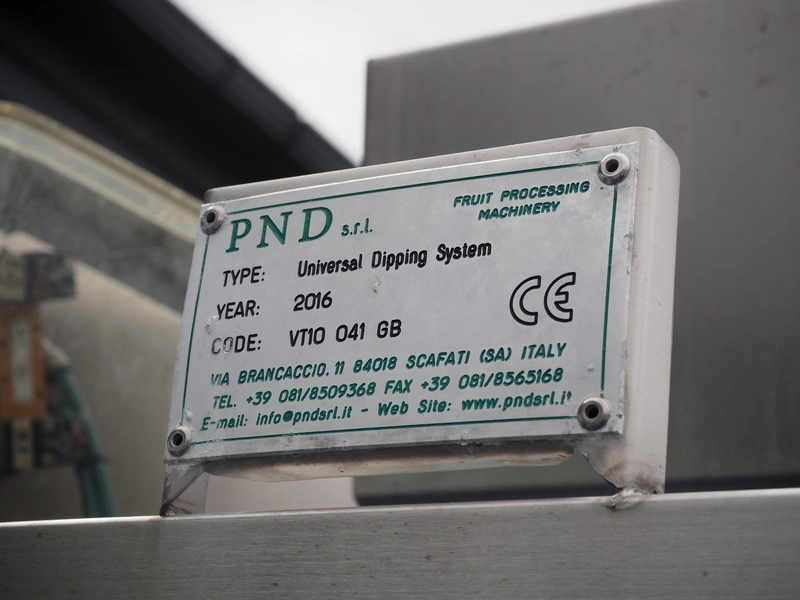 PND s.r.l.
FRUIT PROCESSING
MACHINERY
TYPE: Universal Dipping System
YEAR: 2016
CODE: VT10 041 GB
CE
VIA BRANCACCIO, 11 84018 SCAFATI (SA) ITALY
TEL. +39 081/8509368 FAX +39 081/8565168
E-mail: info@pndsrl.it - Web Site: www.pndsrl.it